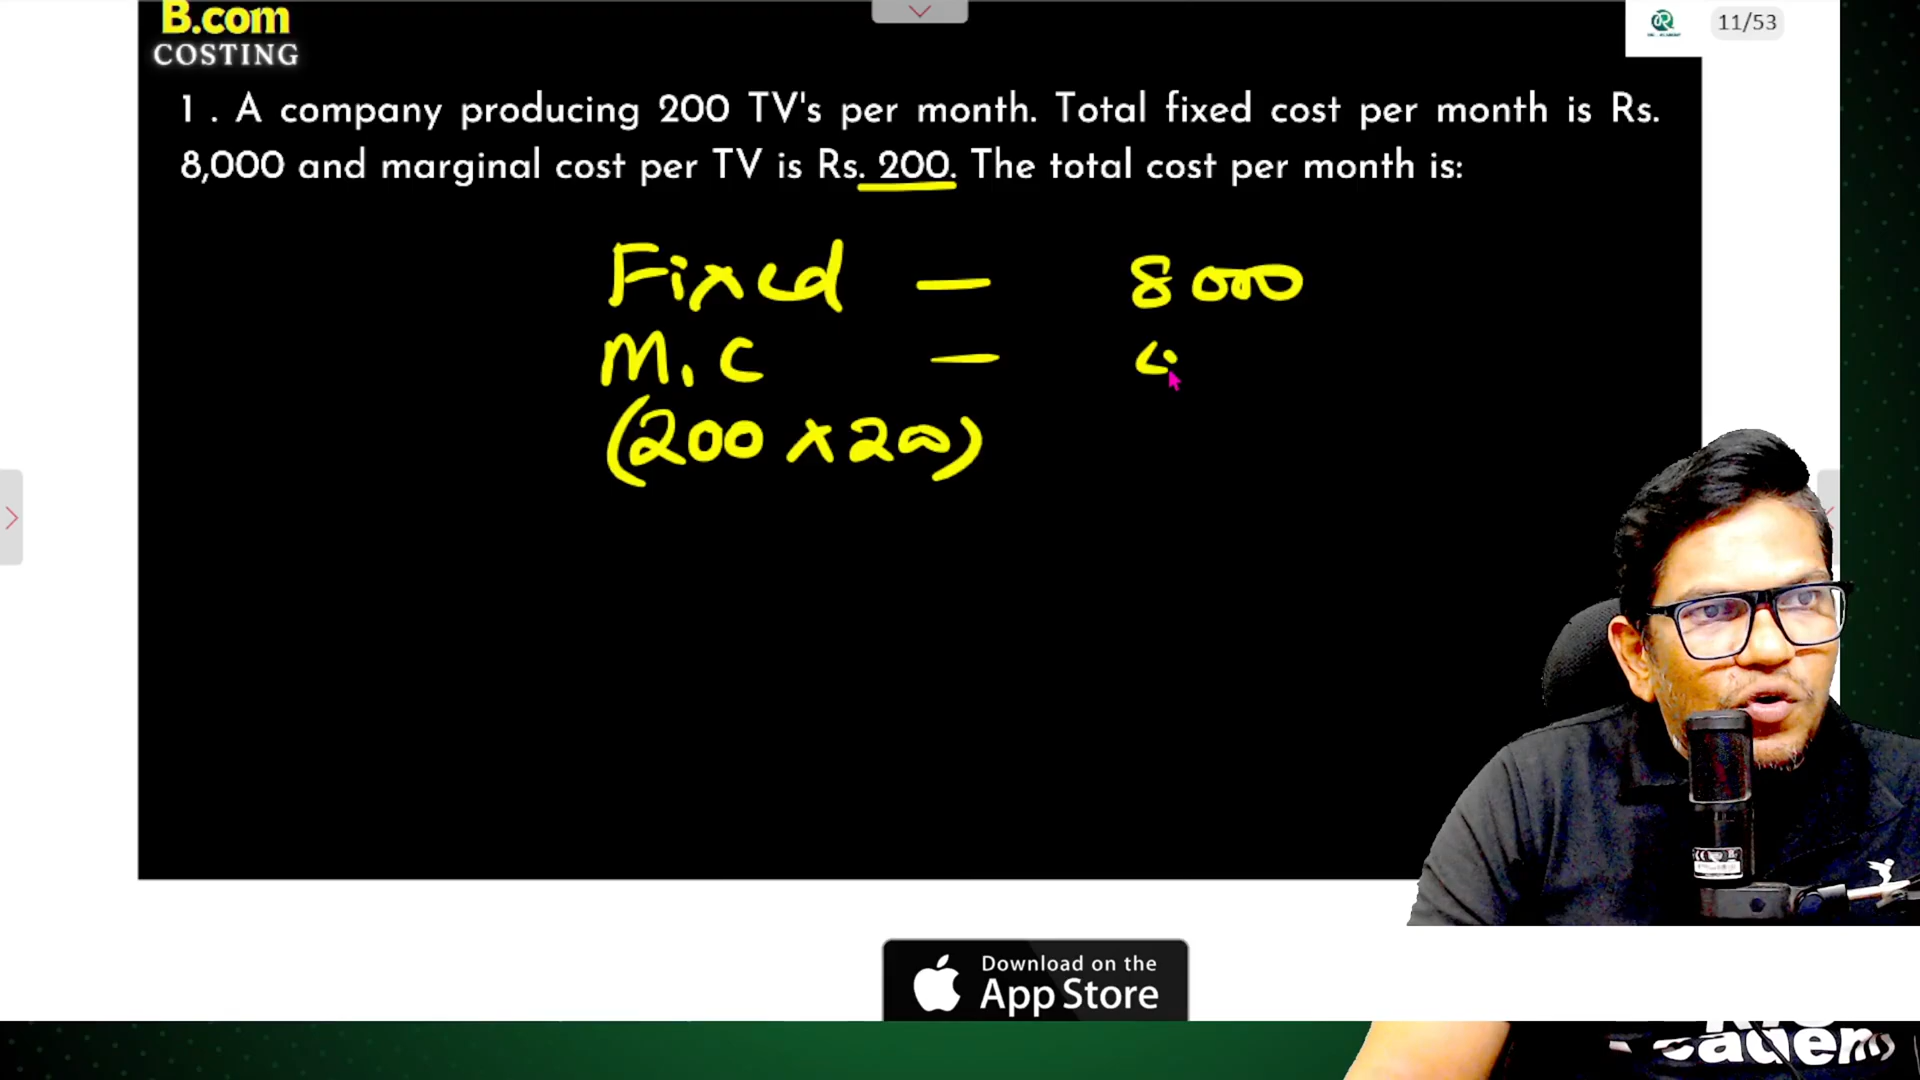 B.com
COSTING
11/53
1 . A company producing 200 TV's per month. Total fixed cost per month is Rs.
8,000 and marginal cost per TV is Rs. 200. The total cost per month is:
Fixed — 8000
M.C — 4
(200 x 200)
Download on the
App Store